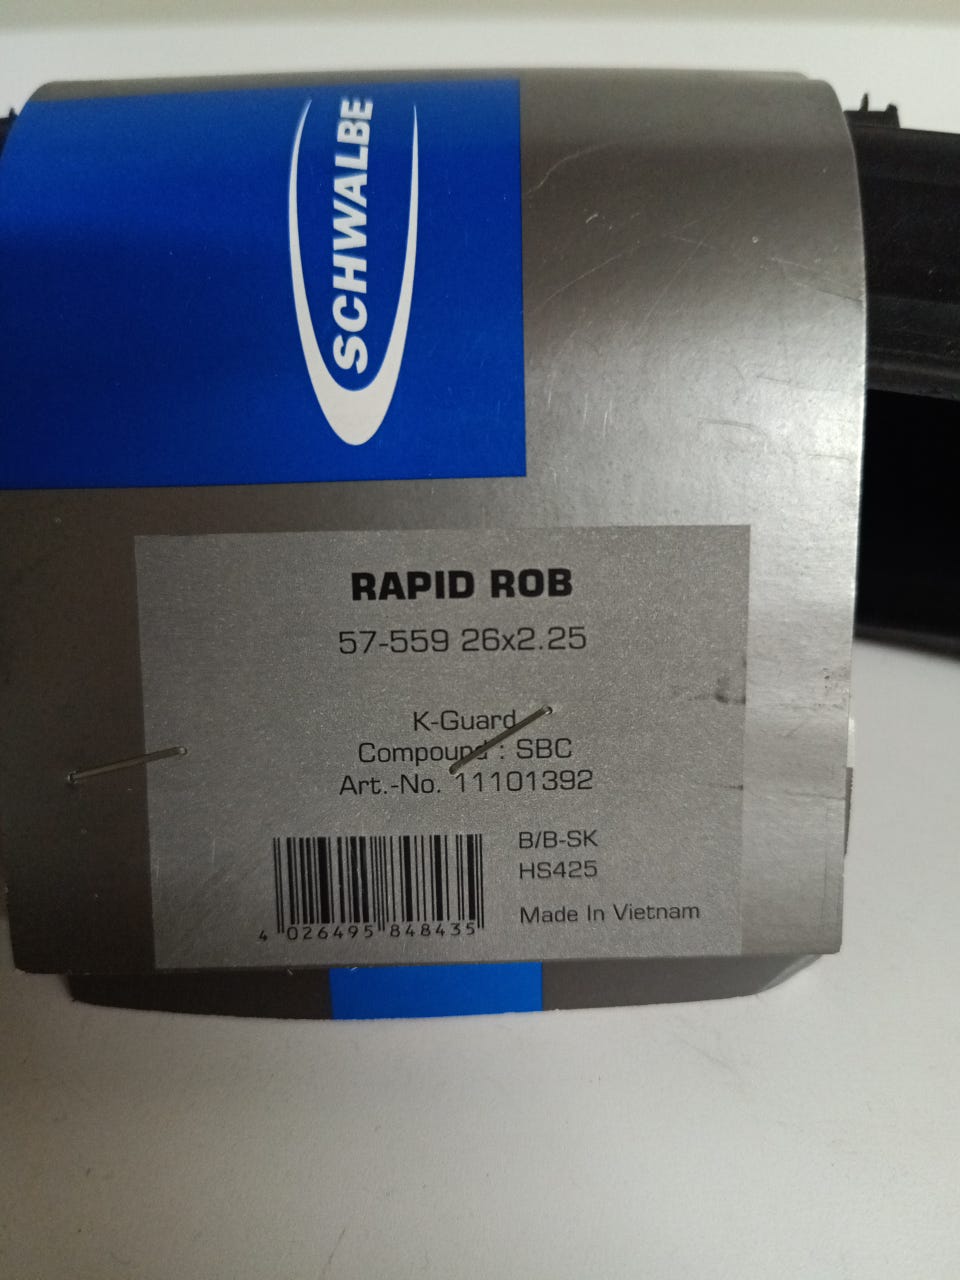 SCHWALBE
RAPID ROB
57-559 26x2.25
K-Guard
Compound : SBC
Art.-No. 11101392
B/B-SK
HS425
Made In Vietnam
4 026495 848435